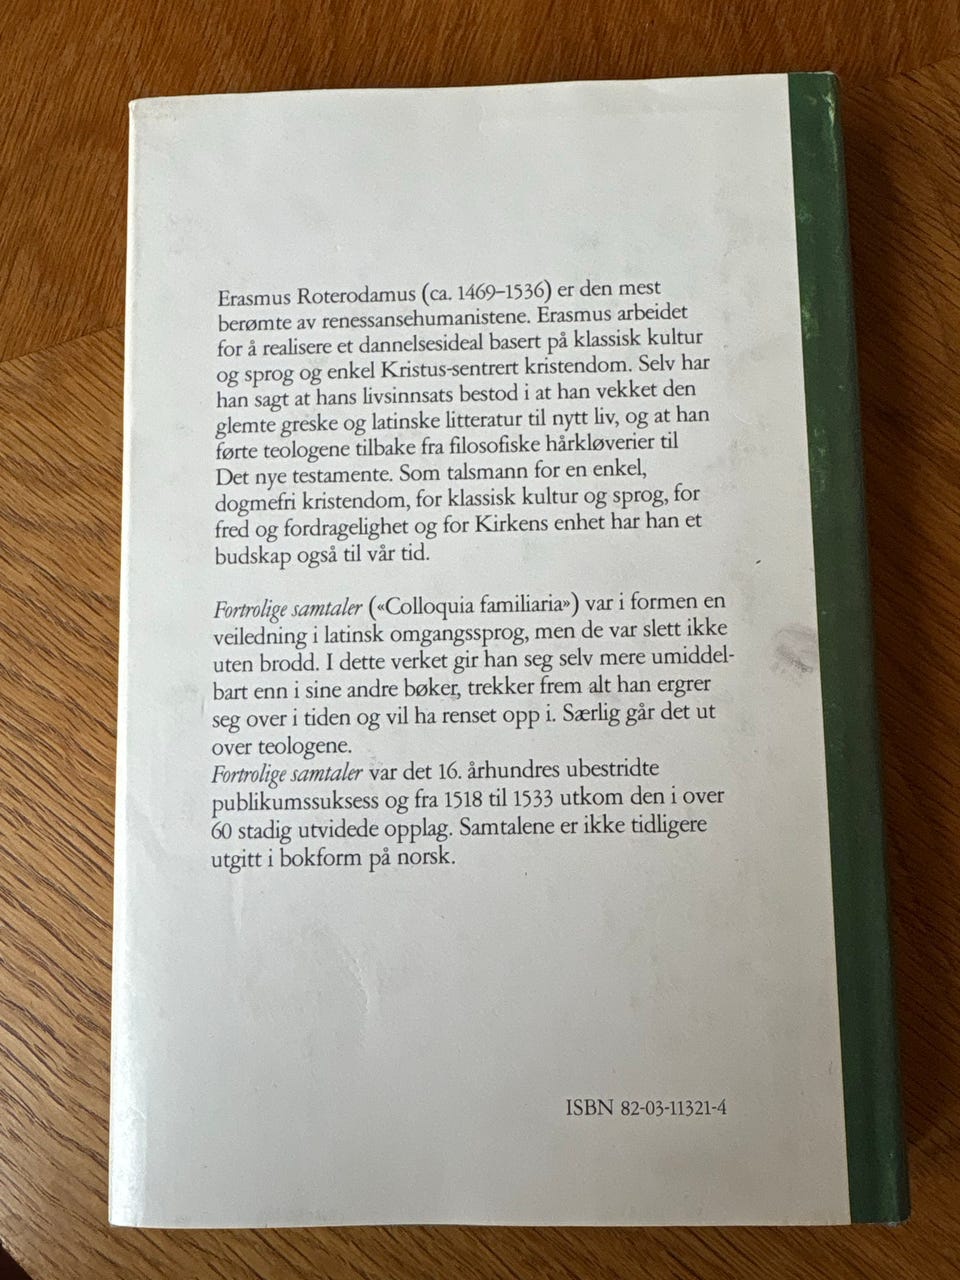 Erasmus Roterodamus (ca. 1469–1536) er den mest
berømte av renessansehumanistene. Erasmus arbeidet
for å realisere et dannelsesideal basert på klassisk kultur
og sprog og enkel Kristus-sentrert kristendom. Selv har
han sagt at hans livsinnsats bestod i at han vekket den
glemte greske og latinske litteratur til nytt liv, og at han
førte teologene tilbake fra filosofiske hårkløverier til
Det nye testamente. Som talsmann for en enkel,
dogmefri kristendom, for klassisk kultur og sprog, for
fred og fordragelighet og for Kirkens enhet har han et
budskap også til vår tid.
Fortrolige samtaler («Colloquia familiaria») var i formen en
veiledning i latinsk omgangssprog, men de var slett ikke
uten brodd. I dette verket gir han seg selv mere umiddel-
bart enn i sine andre bøker, trekker frem alt han ergrer
seg over i tiden og vil ha renset opp i. Særlig går det ut
over teologene.
Fortrolige samtaler var det 16. århundres ubestridte
publikumssuksess og fra 1518 til 1533 utkom den i over
60 stadig utvidede opplag. Samtalene er ikke tidligere
utgitt i bokform på norsk.
ISBN 82-03-11321-4